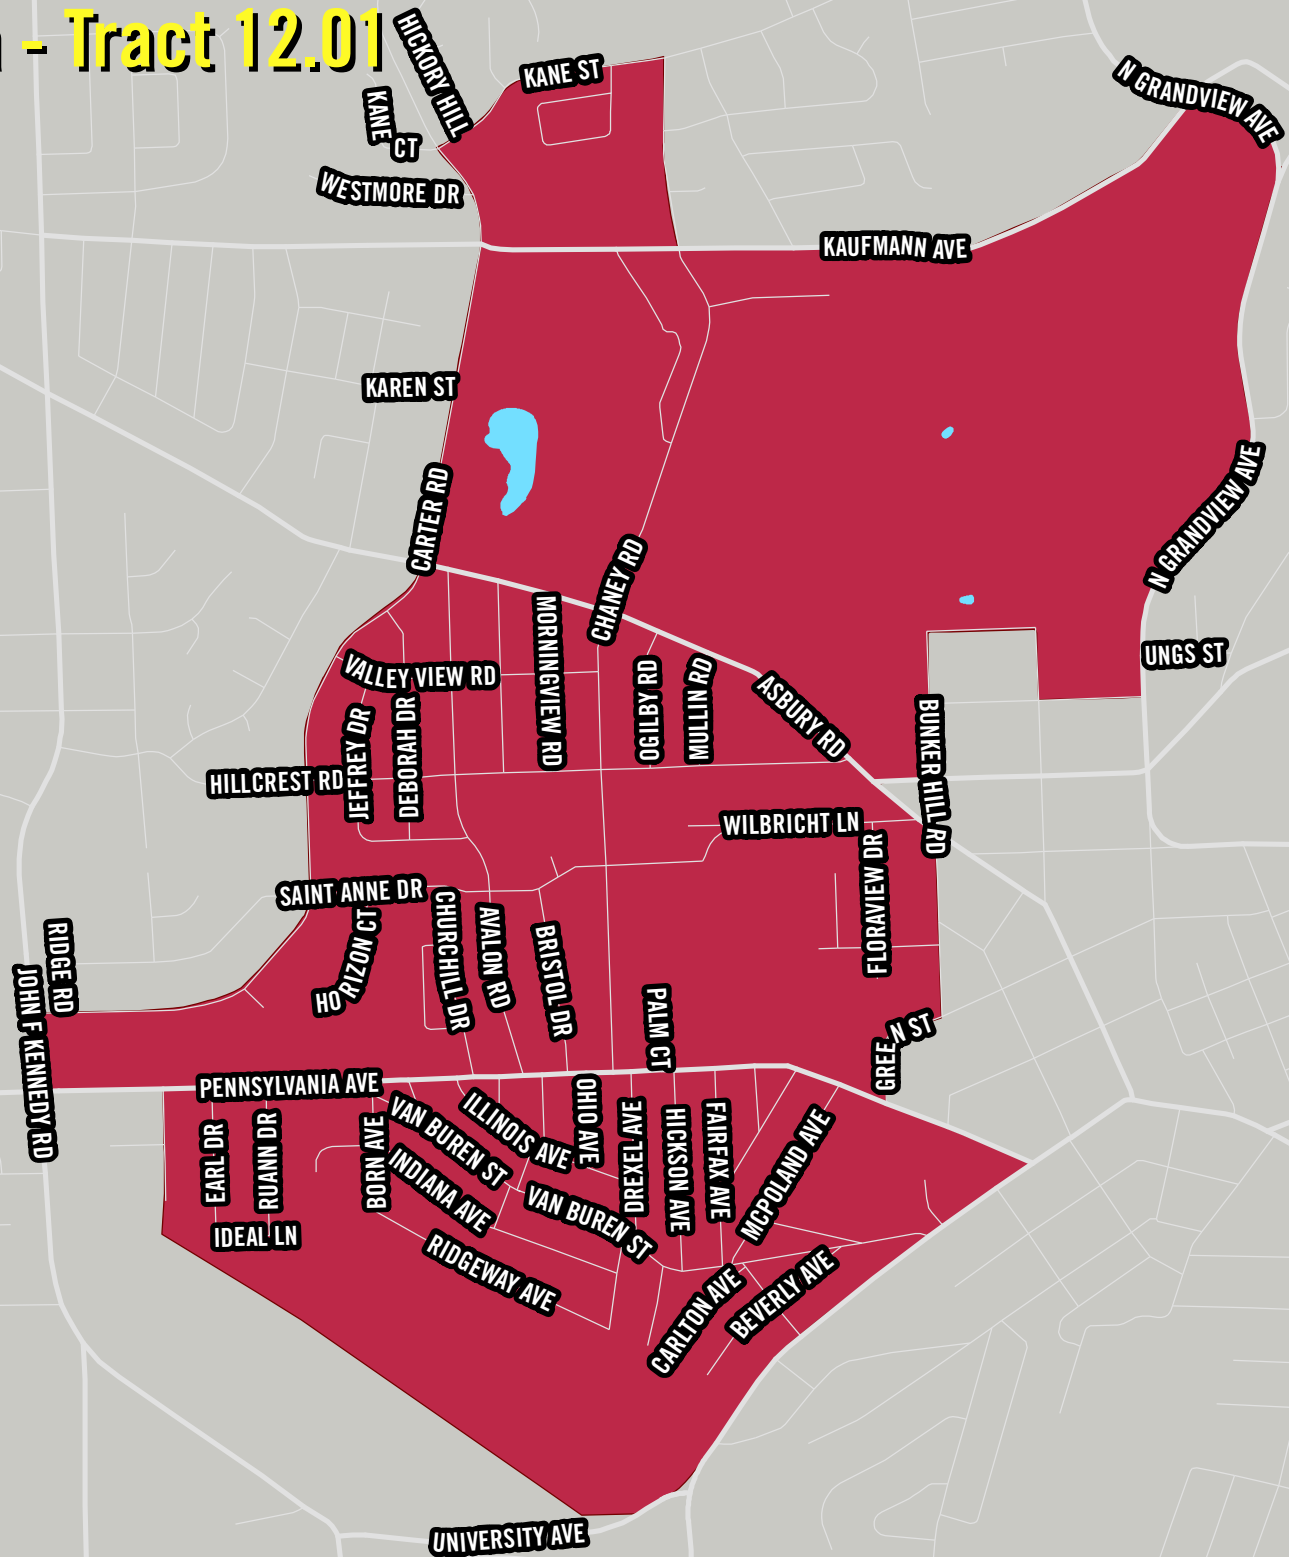 - Tract 12.01
HICKORY HILL
KANE ST
KANE CT
N GRANDVIEW AVE
WESTMORE DR
KAUFMANN AVE
KAREN ST
CARTER RD
N GRANDVIEW AVE
CHANEY RD
MORNINGVIEW RD
VALLEY VIEW RD
UNGS ST
OGILBY RD
MULLIN RD
ASBURY RD
BUNKER HILL RD
JEFFREY DR
DEBORAH DR
HILLCREST RD
WILBRICHT LN
FLORAVIEW DR
SAINT ANNE DR
HORIZON CT
CHURCHILL DR
AVALON RD
BRISTOL DR
RIDGE RD
JOHN F KENNEDY RD
PALM CT
GREEN ST
PENNSYLVANIA AVE
EARL DR
RUANN DR
BORN AVE
VAN BUREN ST
ILLINOIS AVE
OHIO AVE
DREXEL AVE
HICKSON AVE
FAIRFAX AVE
MCPOLAND AVE
INDIANA AVE
VAN BUREN ST
IDEAL LN
RIDGEWAY AVE
CARLTON AVE
BEVERLY AVE
UNIVERSITY AVE